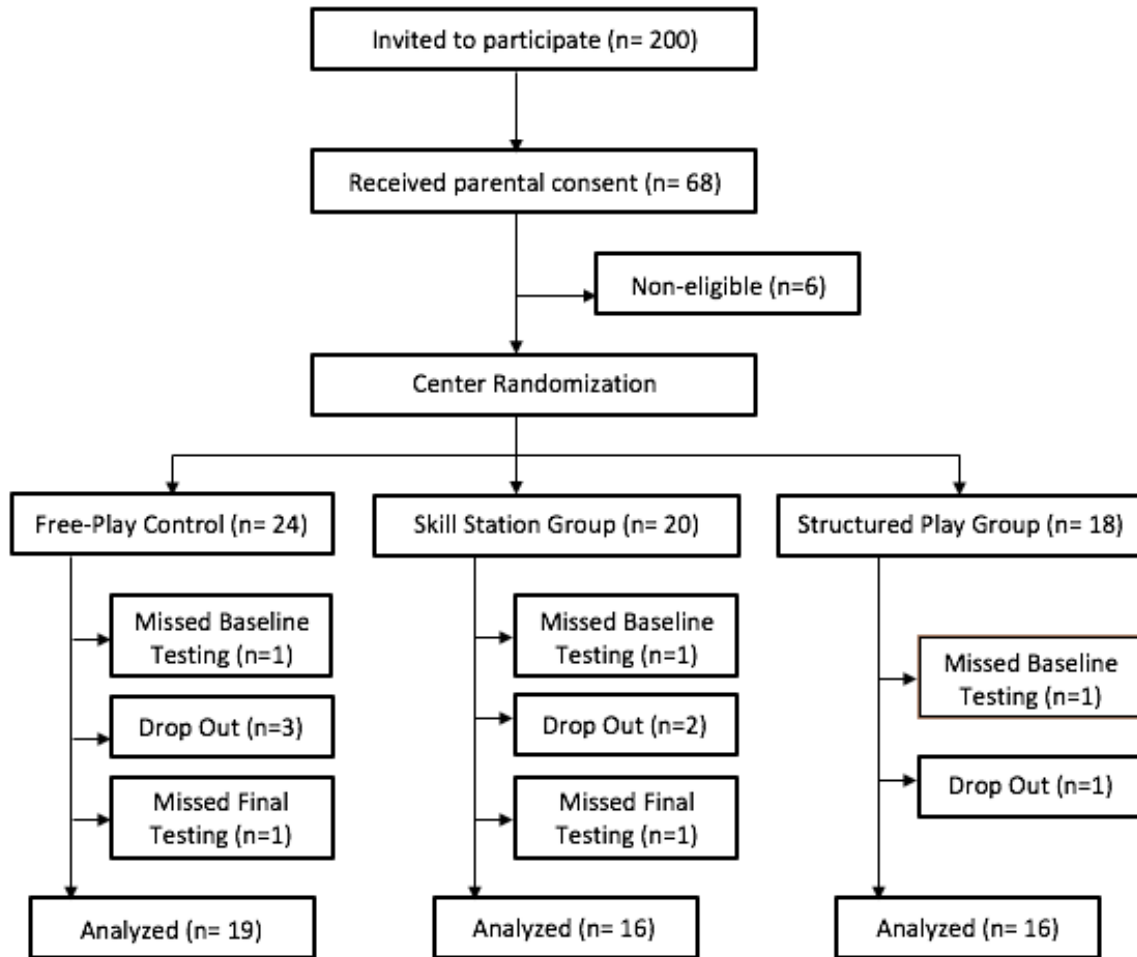 Invited to participate (n= 200)
Received parental consent (n= 68)
Non-eligible (n=6)
Center Randomization
Free-Play Control (n= 24)
Skill Station Group (n= 20)
Structured Play Group (n= 18)
Missed Baseline
Testing (n=1)
Drop Out (n=3)
Missed Final
Testing (n=1)
Missed Baseline
Testing (n=1)
Drop Out (n=2)
Missed Final
Testing (n=1)
Missed Baseline
Testing (n=1)
Drop Out (n=1)
Analyzed (n= 19)
Analyzed (n= 16)
Analyzed (n= 16)